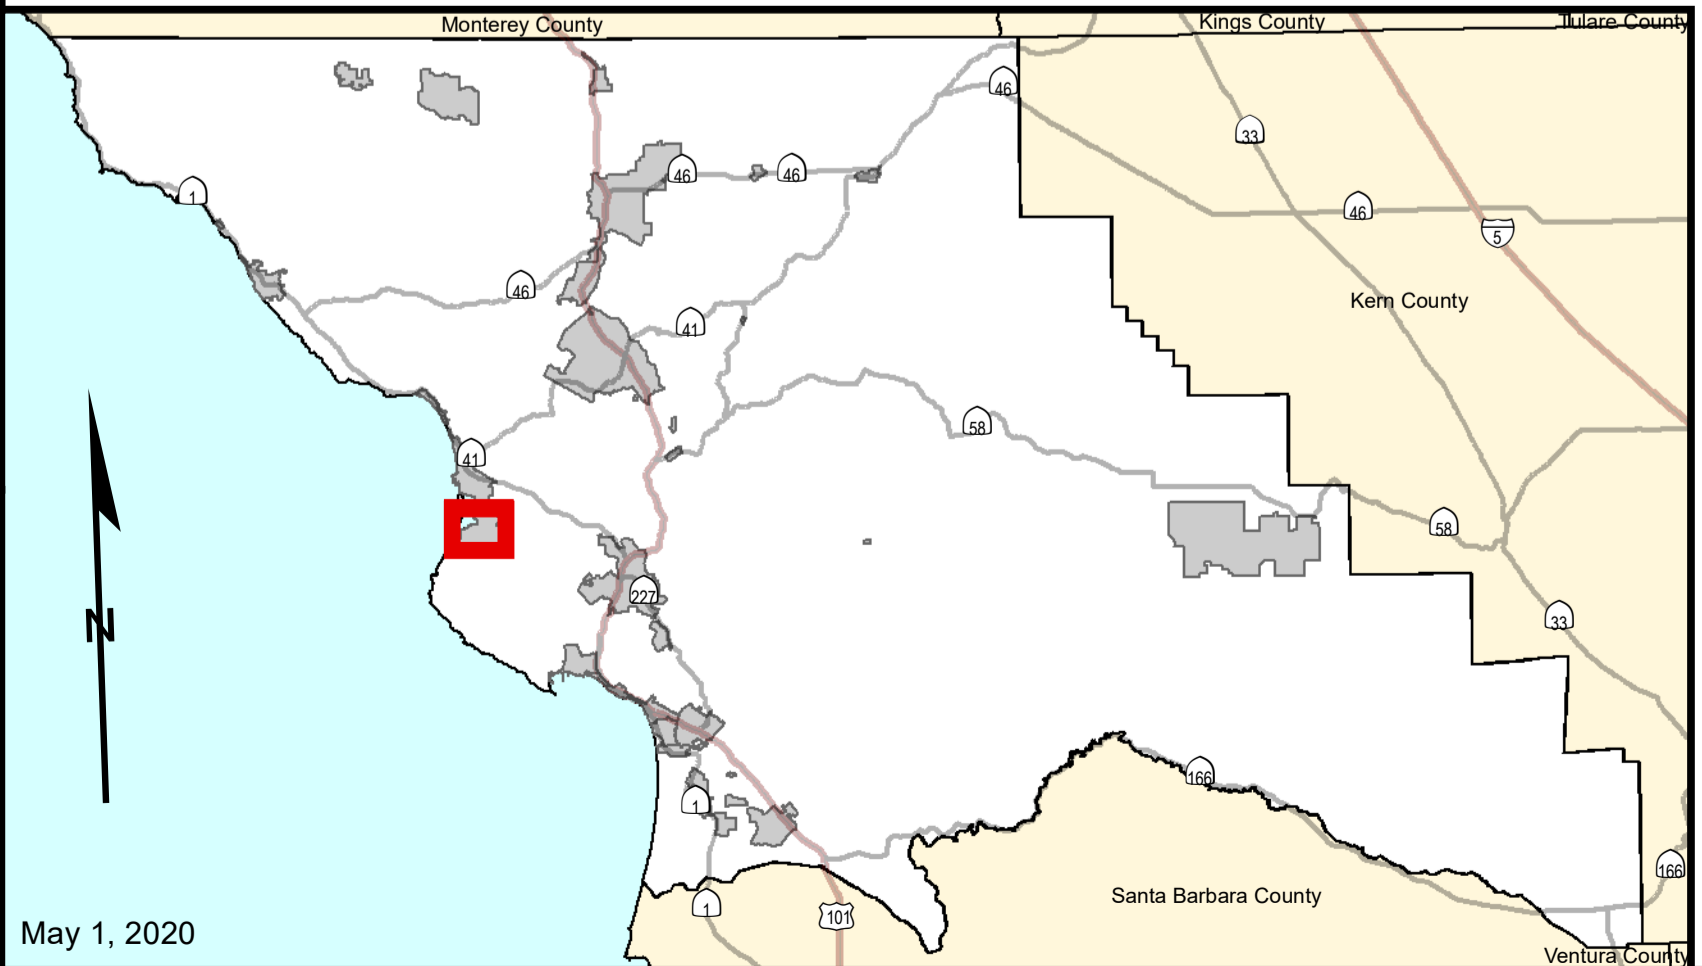 Monterey County
Kings County
Tulare County
46
33
46
46
1
46
5
46
Kern County
41
58
41
58
227
33
166
1
166
Santa Barbara County
1
101
May 1, 2020
Ventura County
N